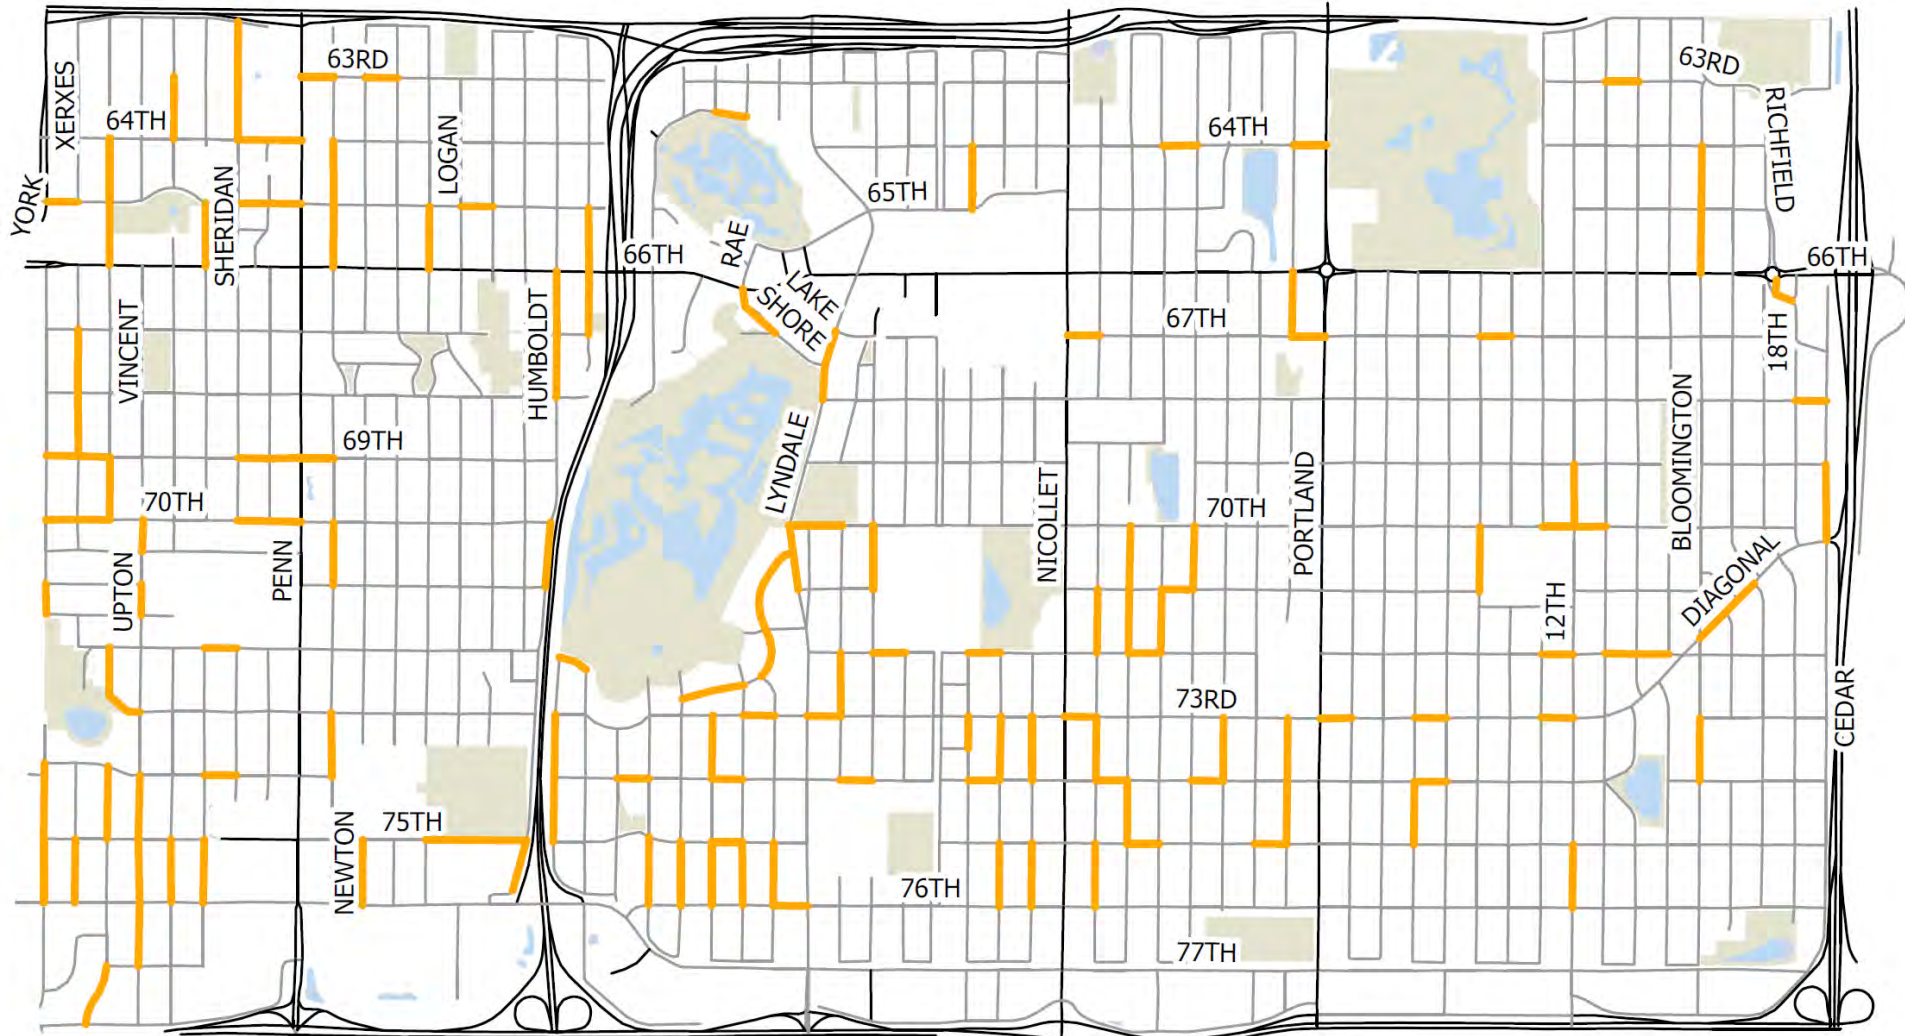 63RD
63RD
XERXES
64TH
LOGAN
64TH
RICHFIELD
YORK
SHERIDAN
65TH
66TH
RAE
66TH
LAKE
SHORE
VINCENT
HUMBOLDT
67TH
18TH
69TH
LYNDALE
BLOOMINGTON
70TH
NICOLLET
PORTLAND
70TH
UPTON
PENN
12TH
DIAGONAL
73RD
CEDAR
NEWTON
75TH
76TH
77TH